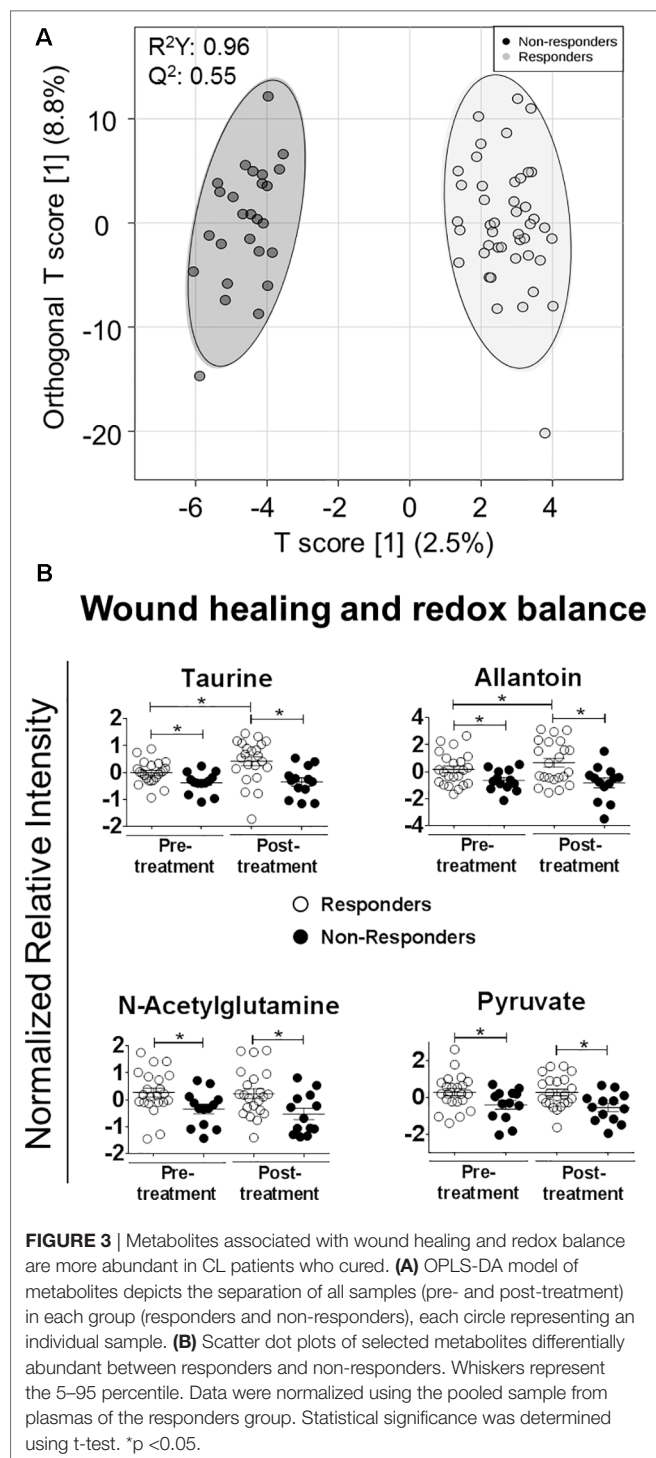 A
R²Y: 0.96
Q²: 0.55
Non-responders
Responders
Orthogonal T score [1] (8.8%)
10
0
-10
-20
-6
-4
-2
0
2
4
T score [1] (2.5%)
B
Wound healing and redox balance
Normalized Relative Intensity
Taurine
*
*
*
2
1
0
-1
-2
Pre-
treatment
Post-
treatment
Allantoin
*
*
*
4
2
0
-2
-4
Pre-
treatment
Post-
treatment
Responders
Non-Responders
N-Acetylglutamine
*
*
2
1
0
-1
-2
Pre-
treatment
Post-
treatment
Pyruvate
*
*
2
0
-2
Pre-
treatment
Post-
treatment
FIGURE 3 | Metabolites associated with wound healing and redox balance
are more abundant in CL patients who cured. (A) OPLS-DA model of
metabolites depicts the separation of all samples (pre- and post-treatment)
in each group (responders and non-responders), each circle representing an
individual sample. (B) Scatter dot plots of selected metabolites differentially
abundant between responders and non-responders. Whiskers represent
the 5–95 percentile. Data were normalized using the pooled sample from
plasmas of the responders group. Statistical significance was determined
using t-test. *p <0.05.